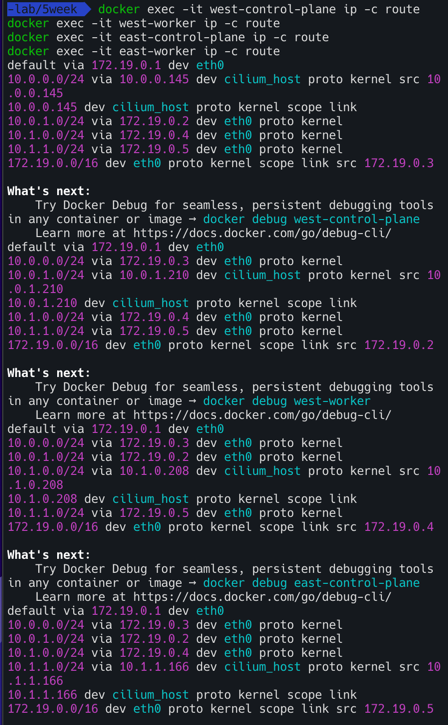 ~-lab/5week  docker exec -it west-control-plane ip -c route
docker exec -it west-worker ip -c route
docker exec -it east-control-plane ip -c route
docker exec -it east-worker ip -c route
default via 172.19.0.1 dev eth0
10.0.0.0/24 via 10.0.0.145 dev cilium_host proto kernel src 10
.0.0.145
10.0.0.145 dev cilium_host proto kernel scope link
10.0.1.0/24 via 172.19.0.2 dev eth0 proto kernel
10.1.0.0/24 via 172.19.0.4 dev eth0 proto kernel
10.1.1.0/24 via 172.19.0.5 dev eth0 proto kernel
172.19.0.0/16 dev eth0 proto kernel scope link src 172.19.0.3
What's next:
Try Docker Debug for seamless, persistent debugging tools
in any container or image → docker debug west-control-plane
Learn more at https://docs.docker.com/go/debug-cli/
default via 172.19.0.1 dev eth0
10.0.0.0/24 via 172.19.0.3 dev eth0 proto kernel
10.0.1.0/24 via 10.0.1.210 dev cilium_host proto kernel src 10
.0.1.210
10.0.1.210 dev cilium_host proto kernel scope link
10.1.0.0/24 via 172.19.0.4 dev eth0 proto kernel
10.1.1.0/24 via 172.19.0.5 dev eth0 proto kernel
172.19.0.0/16 dev eth0 proto kernel scope link src 172.19.0.2
What's next:
Try Docker Debug for seamless, persistent debugging tools
in any container or image → docker debug west-worker
Learn more at https://docs.docker.com/go/debug-cli/
default via 172.19.0.1 dev eth0
10.0.0.0/24 via 172.19.0.3 dev eth0 proto kernel
10.0.1.0/24 via 172.19.0.2 dev eth0 proto kernel
10.1.0.0/24 via 10.1.0.208 dev cilium_host proto kernel src 10
.1.0.208
10.1.0.208 dev cilium_host proto kernel scope link
10.1.1.0/24 via 172.19.0.5 dev eth0 proto kernel
172.19.0.0/16 dev eth0 proto kernel scope link src 172.19.0.4
What's next:
Try Docker Debug for seamless, persistent debugging tools
in any container or image → docker debug east-control-plane
Learn more at https://docs.docker.com/go/debug-cli/
default via 172.19.0.1 dev eth0
10.0.0.0/24 via 172.19.0.3 dev eth0 proto kernel
10.0.1.0/24 via 172.19.0.2 dev eth0 proto kernel
10.1.0.0/24 via 172.19.0.4 dev eth0 proto kernel
10.1.1.0/24 via 10.1.1.166 dev cilium_host proto kernel src 10
.1.1.166
10.1.1.166 dev cilium_host proto kernel scope link
172.19.0.0/16 dev eth0 proto kernel scope link src 172.19.0.5